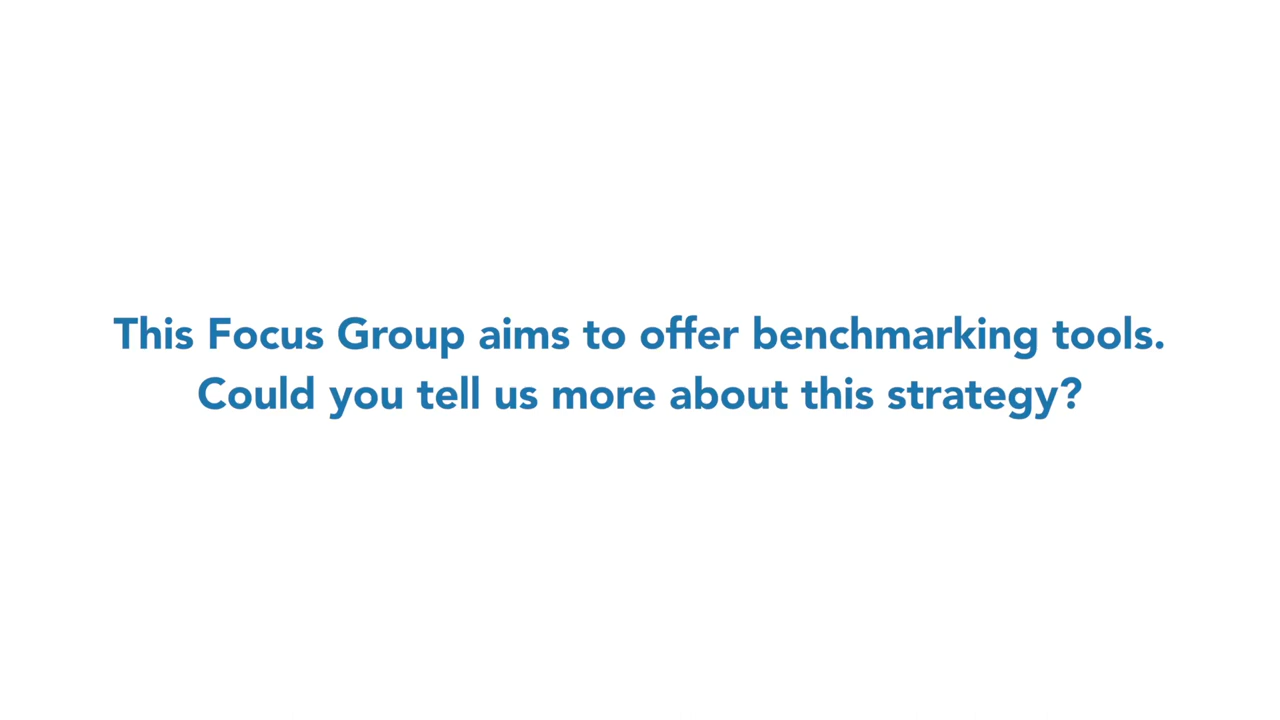 This Focus Group aims to offer benchmarking tools.
Could you tell us more about this strategy?